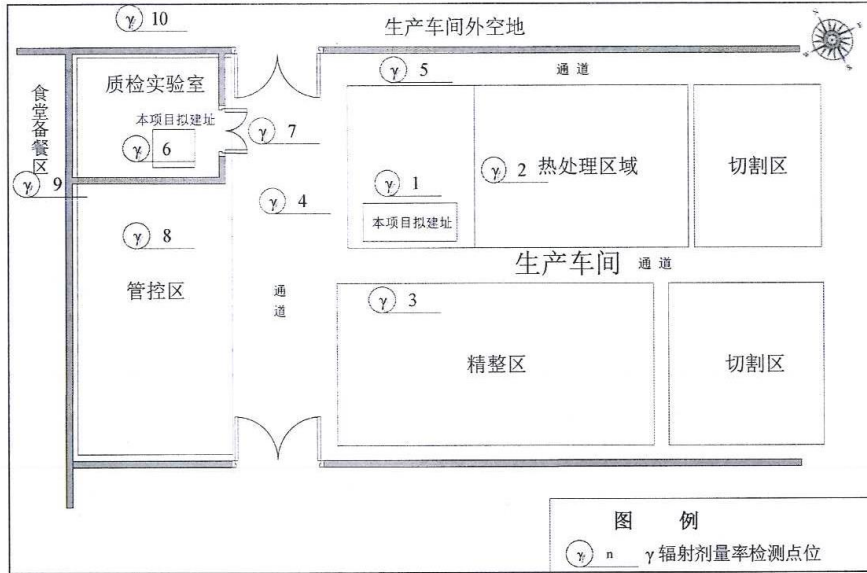 γ 10
生产车间外空地
γ 5
通道
质检实验室
食堂备餐区
本项目拟建址
γ 7
γ 6
γ 1
γ 2
热处理区域
切割区
γ 9
γ 4
本项目拟建址
γ 8
生产车间
通道
管控区
通道
γ 3
精整区
切割区
图 例
γ n γ辐射剂量率检测点位